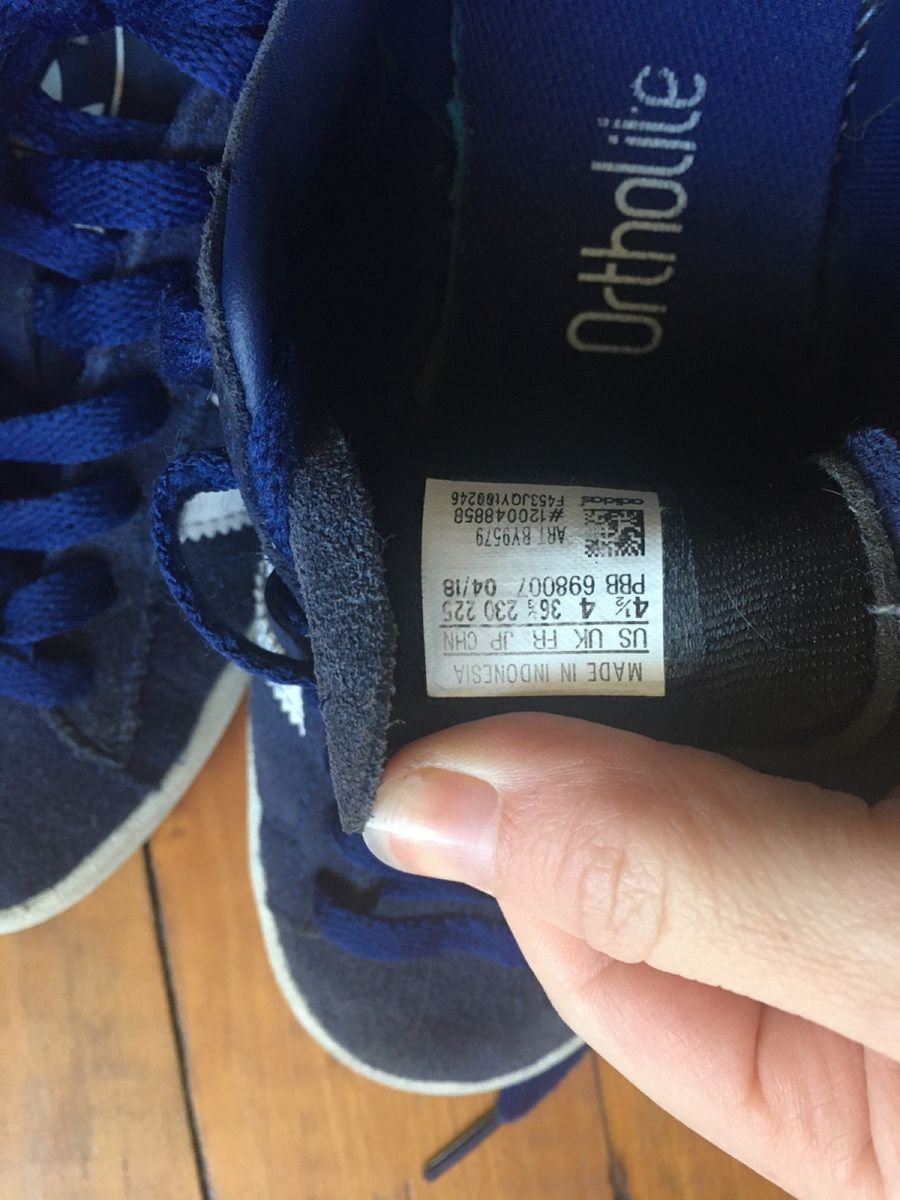 Ortholite
MADE IN INDONESIA
US UK FR JP CHN
4½ 4 36⅔ 230 225
PBB 698007 04/18
ART BY9579
#120048858
F453JQY100246
adidas